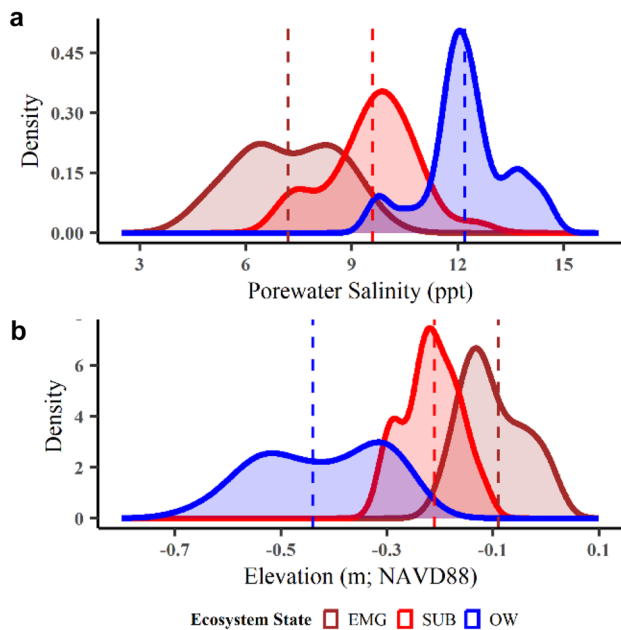 a
Density
0.45
0.30
0.15
0.00
3 6 9 12 15
Porewater Salinity (ppt)
b
Density
6
4
2
0
-0.7 -0.5 -0.3 -0.1 0.1
Elevation (m; NAVD88)
Ecosystem State EMG SUB OW